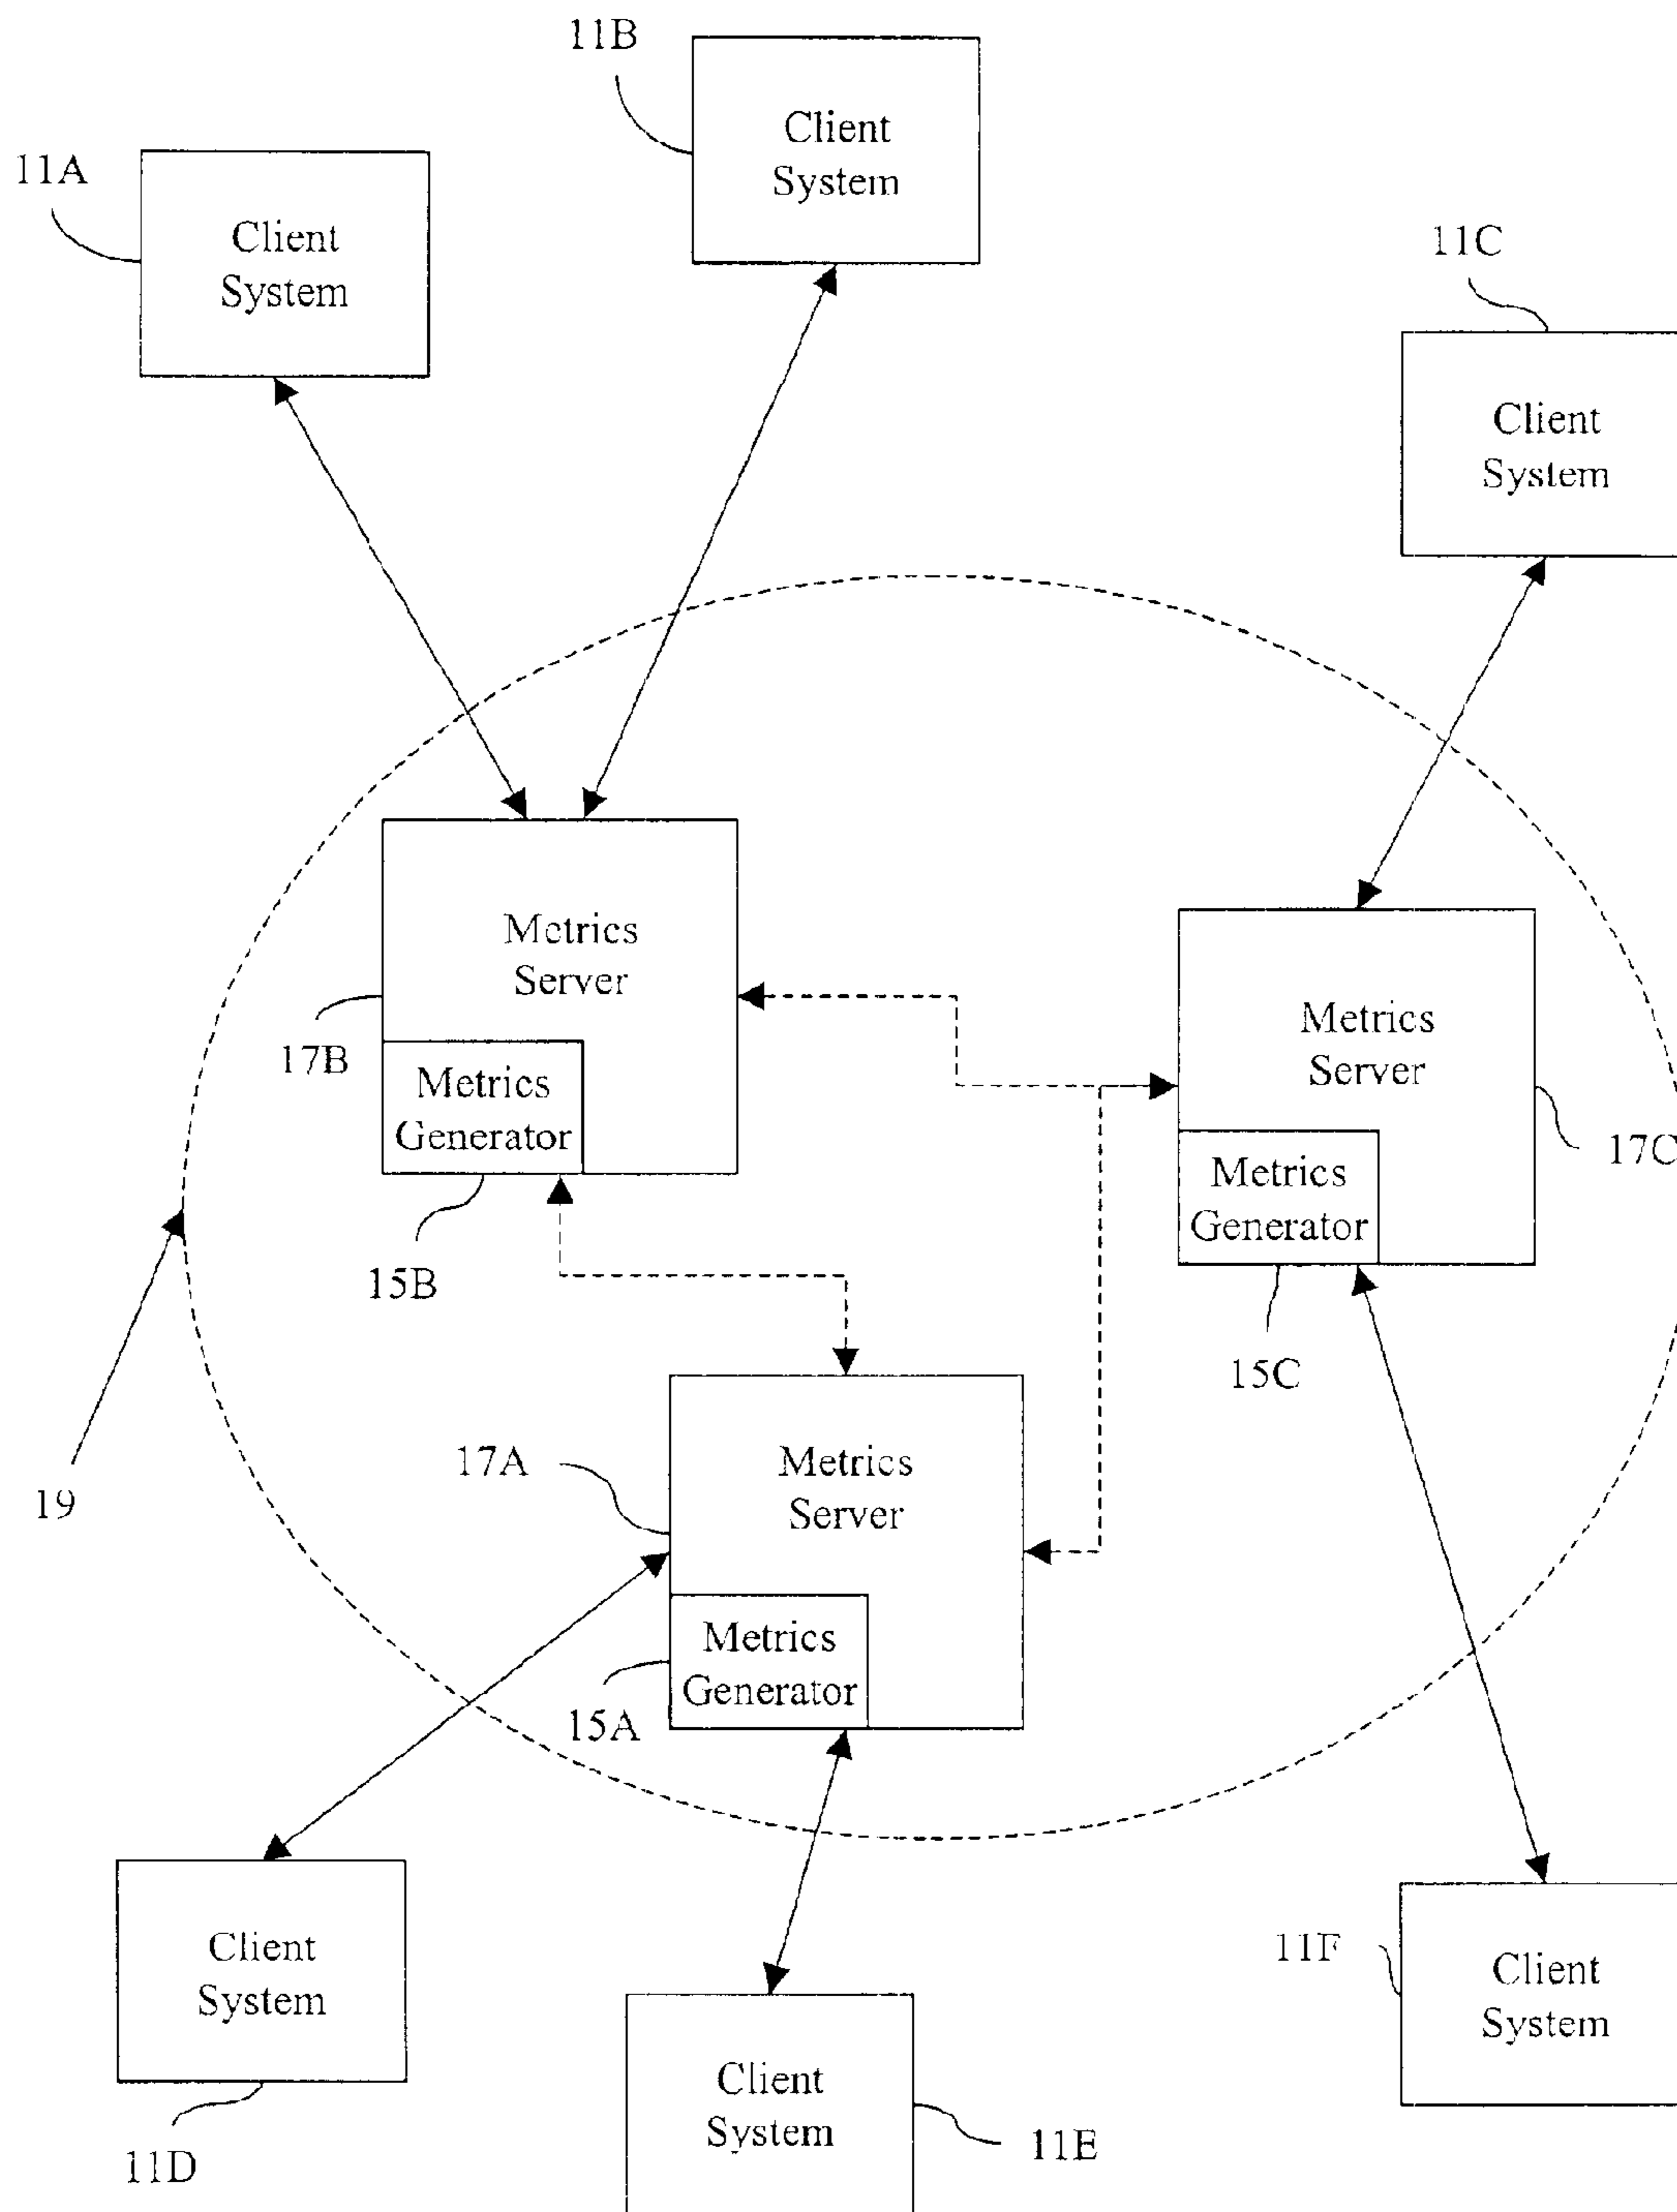 11B
Client
System
11A
Client
System
11C
Client
System
Metrics
Server
17B
Metrics
Generator
15B
Metrics
Server
17C
Metrics
Generator
15C
17A
Metrics
Server
19
Metrics
Generator
15A
Client
System
11D
Client
System
11E
11F
Client
System